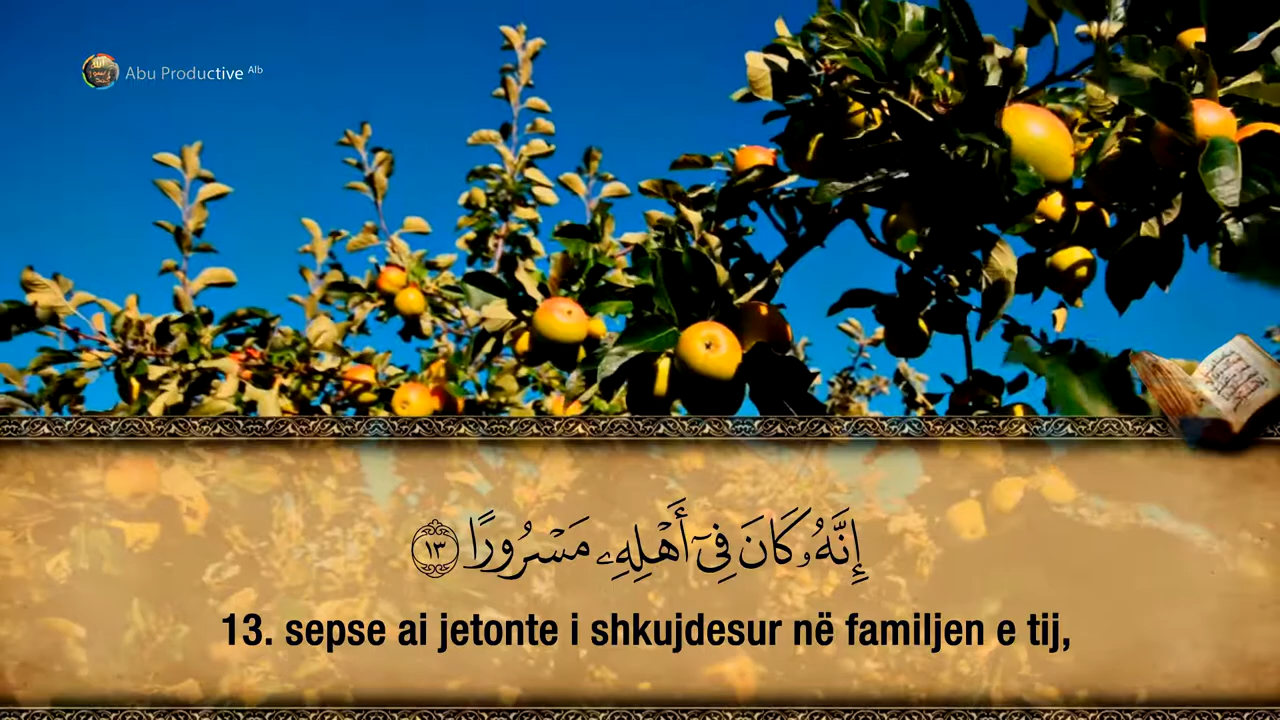 Abu Productive Alb
إِنَّهُۥ كَانَ فِىٓ أَهْلِهِۦ مَسْرُورًا ١٣
13. sepse ai jetonte i shkujdesur në familjen e tij,